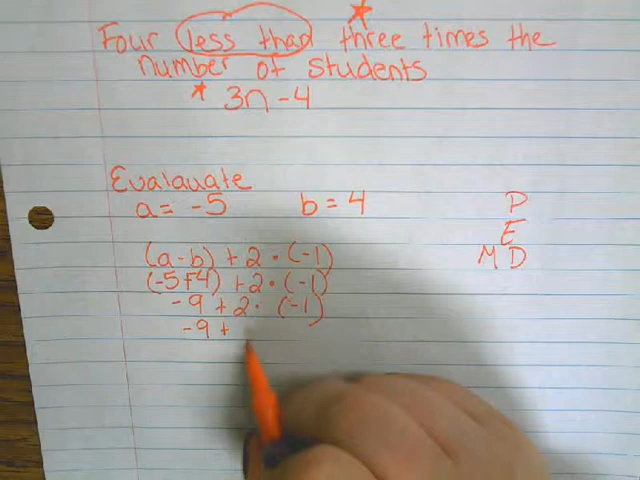 Four less than three times the
number of students
* 3n - 4
Evalauate
a = -5 b = 4
P
E
M D
(a-b) + 2 · (-1)
(-5+4) + 2 · (-1)
-9 + 2 · (-1)
-9 +